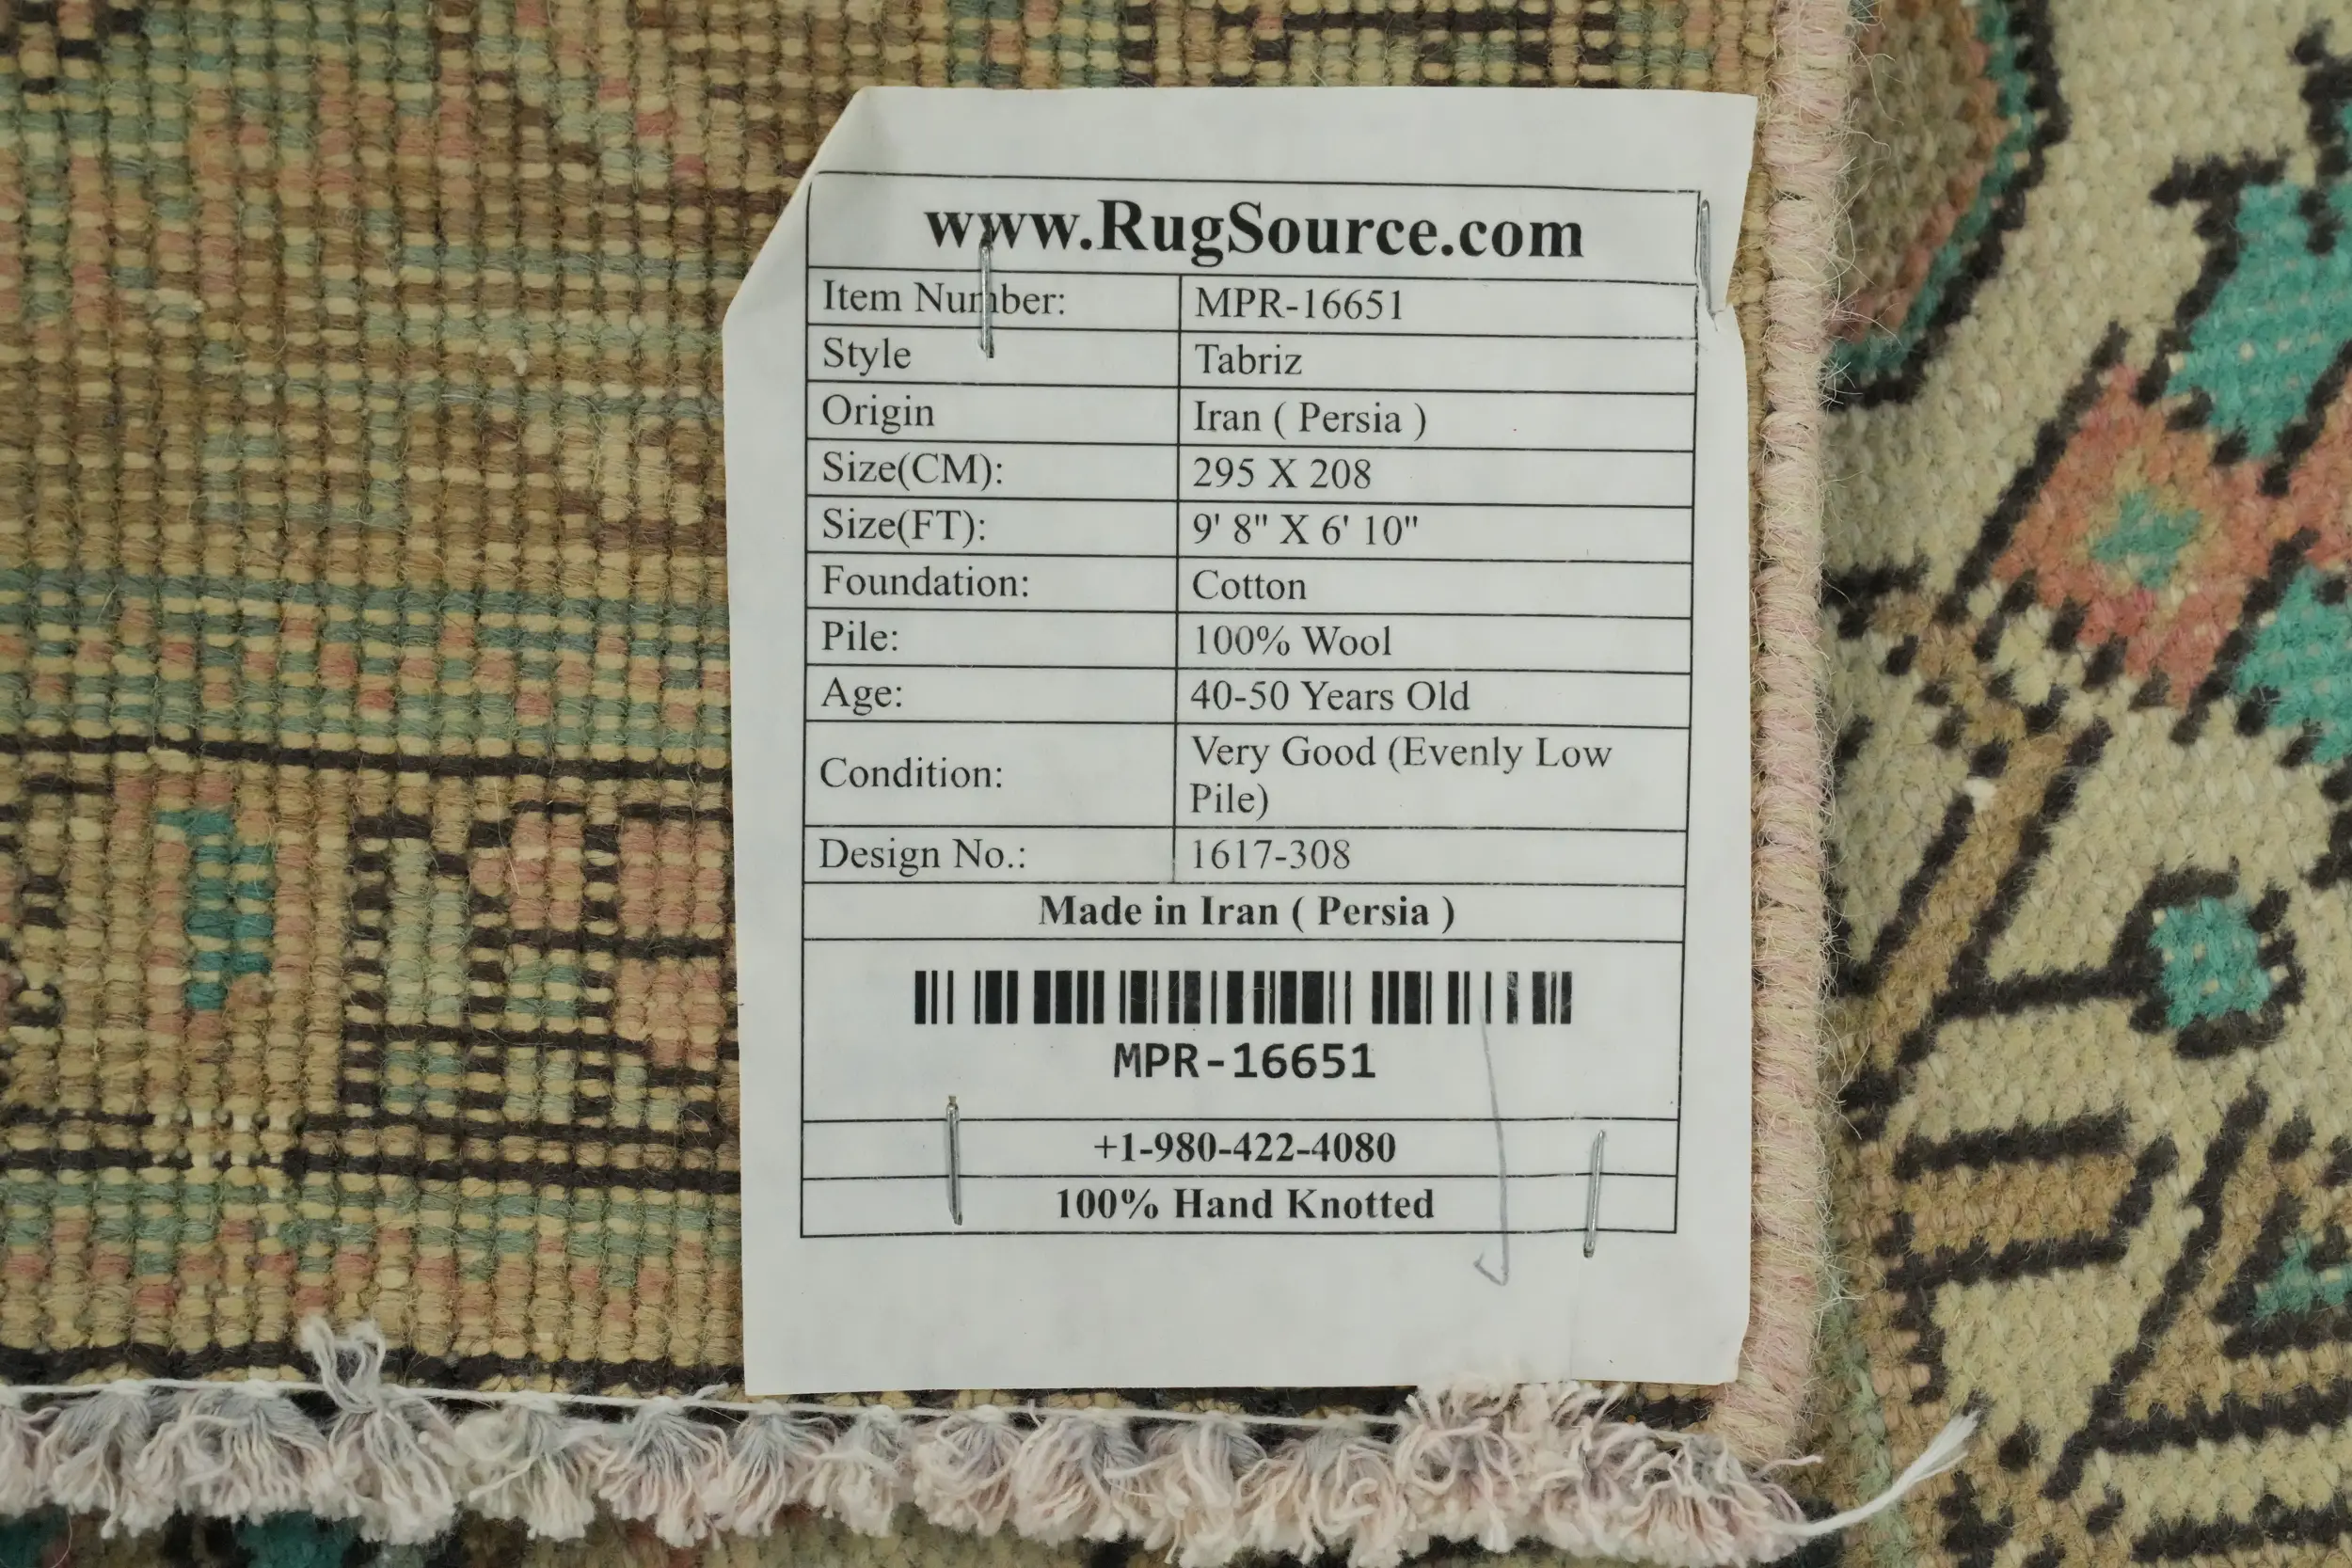 www.RugSource.com
Item Number: MPR-16651
Style Tabriz
Origin Iran ( Persia )
Size(CM): 295 X 208
Size(FT): 9' 8" X 6' 10"
Foundation: Cotton
Pile: 100% Wool
Age: 40-50 Years Old
Condition: Very Good (Evenly Low
Pile)
Design No.: 1617-308
Made in Iran ( Persia )
MPR-16651
+1-980-422-4080
100% Hand Knotted